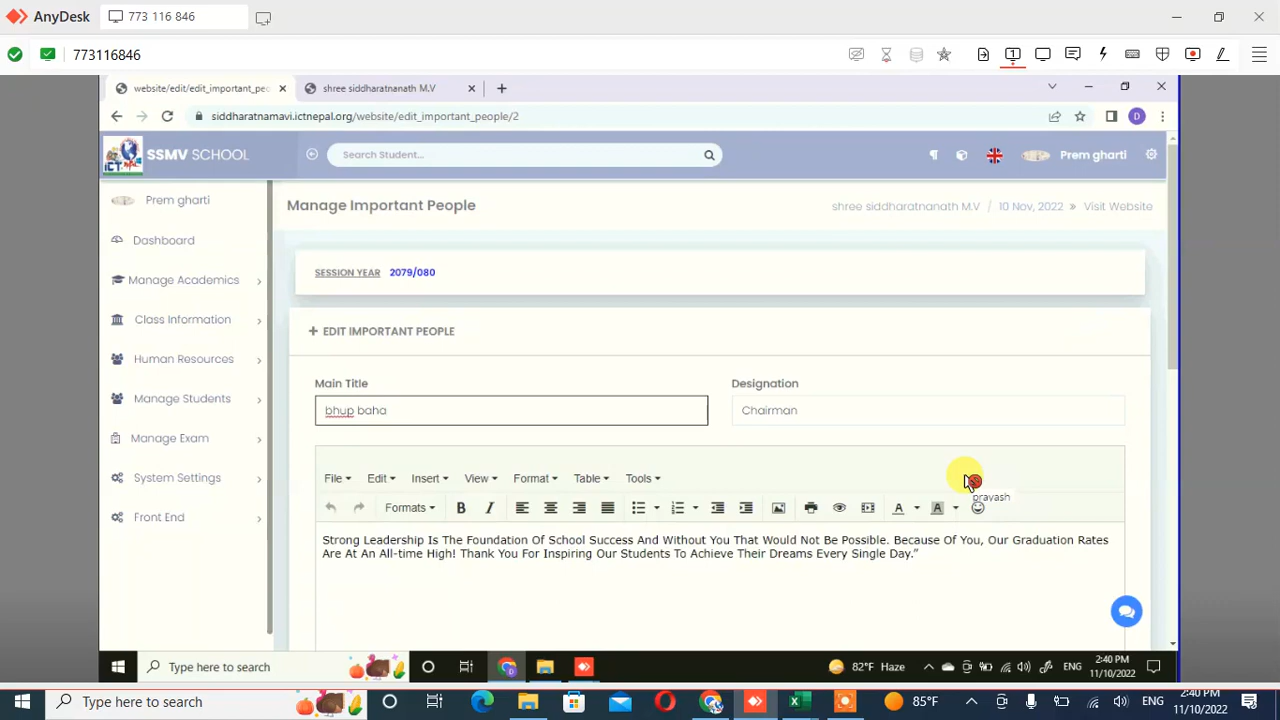 AnyDesk
773 116 846
773116846
1
website/edit/edit_important_peo
shree siddharatnanath M.V
siddharatnamavi.ictnepal.org/website/edit_important_people/2
D
SSMV SCHOOL
Search Student...
Prem gharti
Prem gharti
Manage Important People
shree siddharatnanath M.V / 10 Nov, 2022 » Visit Website
Dashboard
SESSION YEAR 2079/080
Manage Academics
Class Information
EDIT IMPORTANT PEOPLE
Human Resources
Main Title
Designation
Manage Students
bhup baha
Chairman
Manage Exam
System Settings
File Edit Insert View Format Table Tools
pravash
Formats B I A A
Front End
Strong Leadership Is The Foundation Of School Success And Without You That Would Not Be Possible. Because Of You, Our Graduation Rates
Are At An All-time High! Thank You For Inspiring Our Students To Achieve Their Dreams Every Single Day.”
Type here to search
82°F Haze
ENG
2:40 PM
11/10/2022
Type here to search
85°F
ENG
2:40 PM
11/10/2022